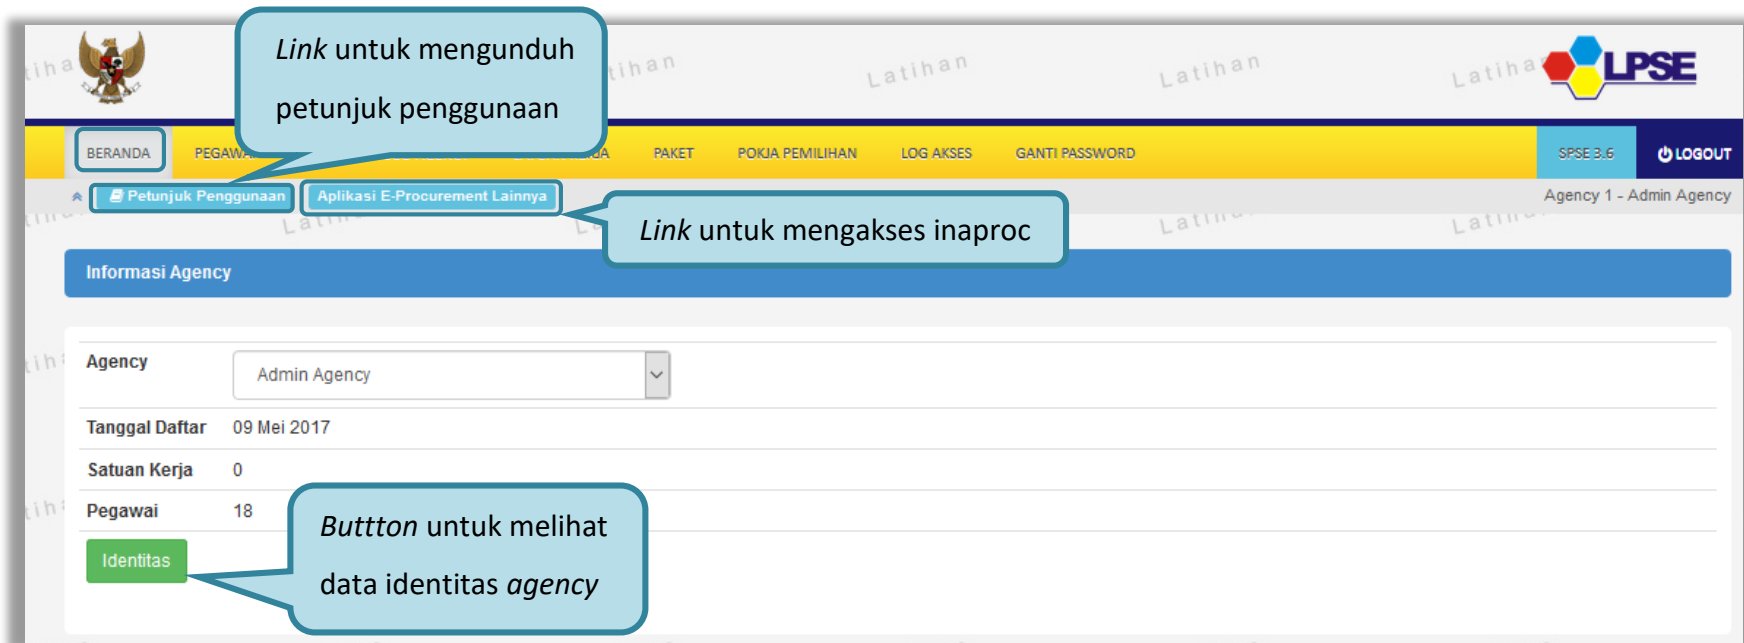 Link untuk mengunduh
petunjuk penggunaan
Latihan
Latihan
LPSE
BERANDA
PAKET
POKJA PEMILIHAN
LOG AKSES
GANTI PASSWORD
SPSE 3.6
LOGOUT
Petunjuk Penggunaan
Aplikasi E-Procurement Lainnya
Agency 1 - Admin Agency
Link untuk mengakses inaproc
Informasi Agency
Agency
Admin Agency
Tanggal Daftar 09 Mei 2017
Satuan Kerja 0
Pegawai 18
Buttton untuk melihat
data identitas agency
Identitas